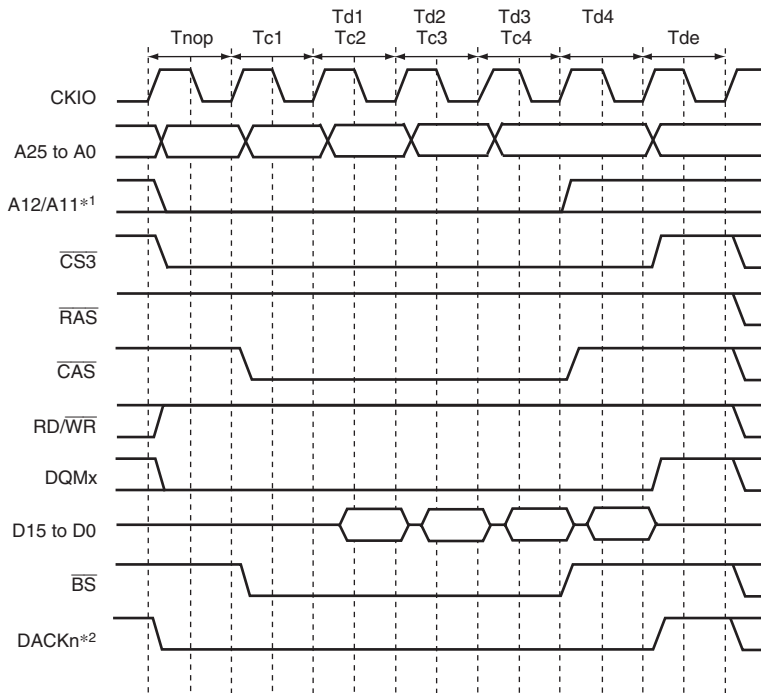 Td1 Td2 Td3 Td4
Tnop Tc1 Tc2 Tc3 Tc4 Tde
CKIO
A25 to A0
A12/A11*1
CS3
RAS
CAS
RD/WR
DQMx
D15 to D0
BS
DACKn*2